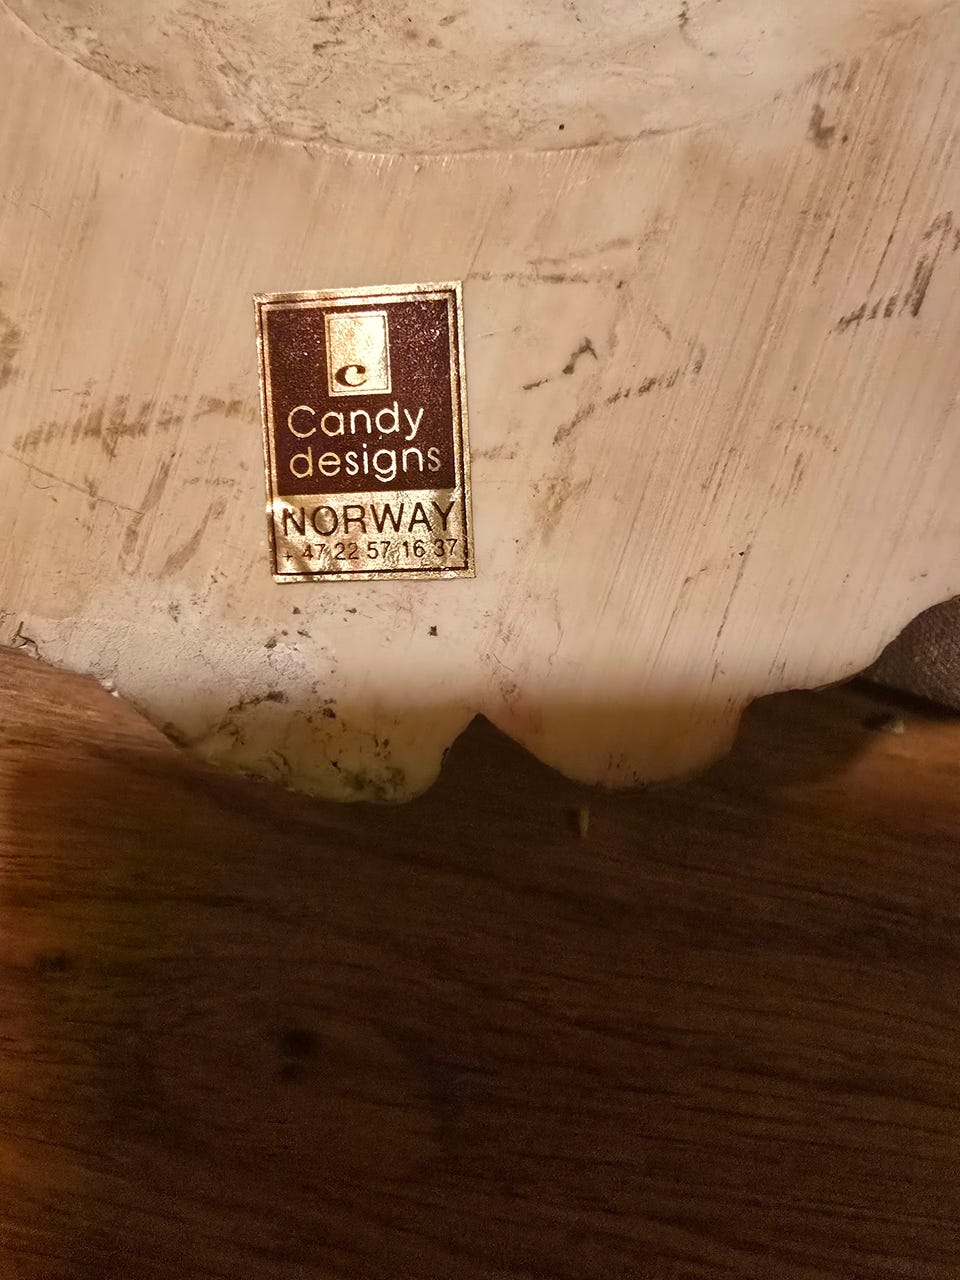 c
Candy
designs
NORWAY
+ 47 22 57 16 37